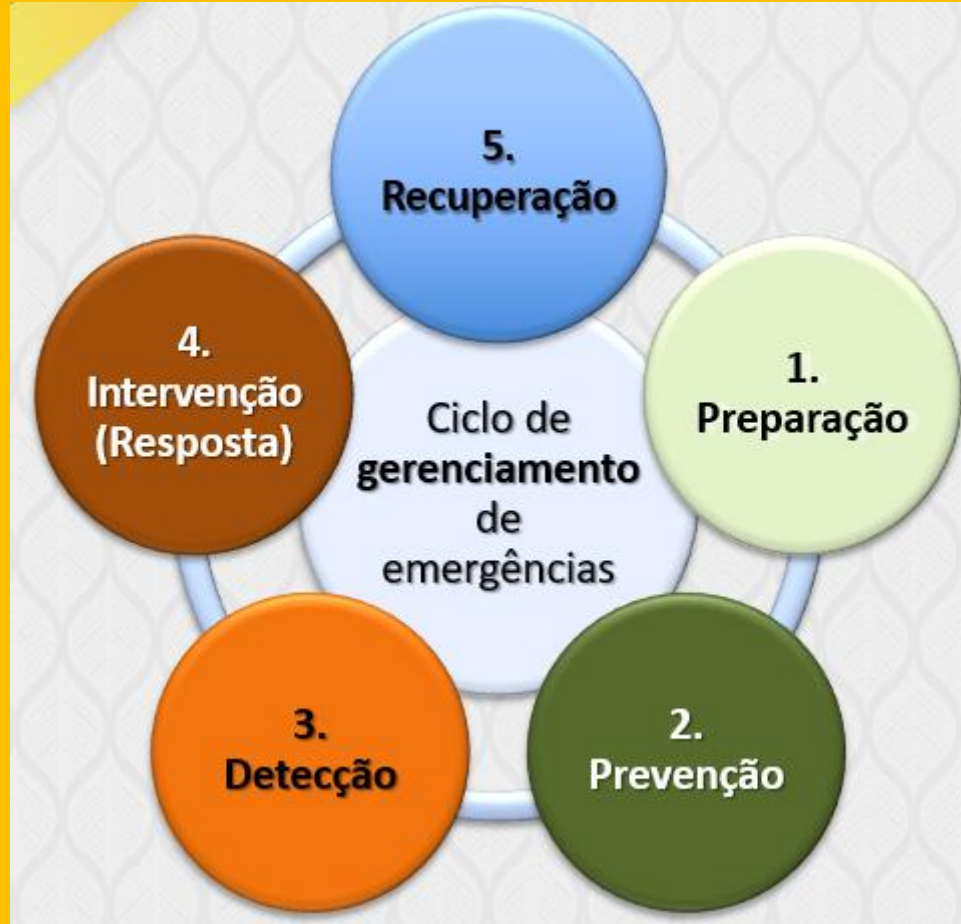 5.
Recuperação
4.
Intervenção
(Resposta)
1.
Preparação
Ciclo de
gerenciamento
de
emergências
3.
Detecção
2.
Prevenção